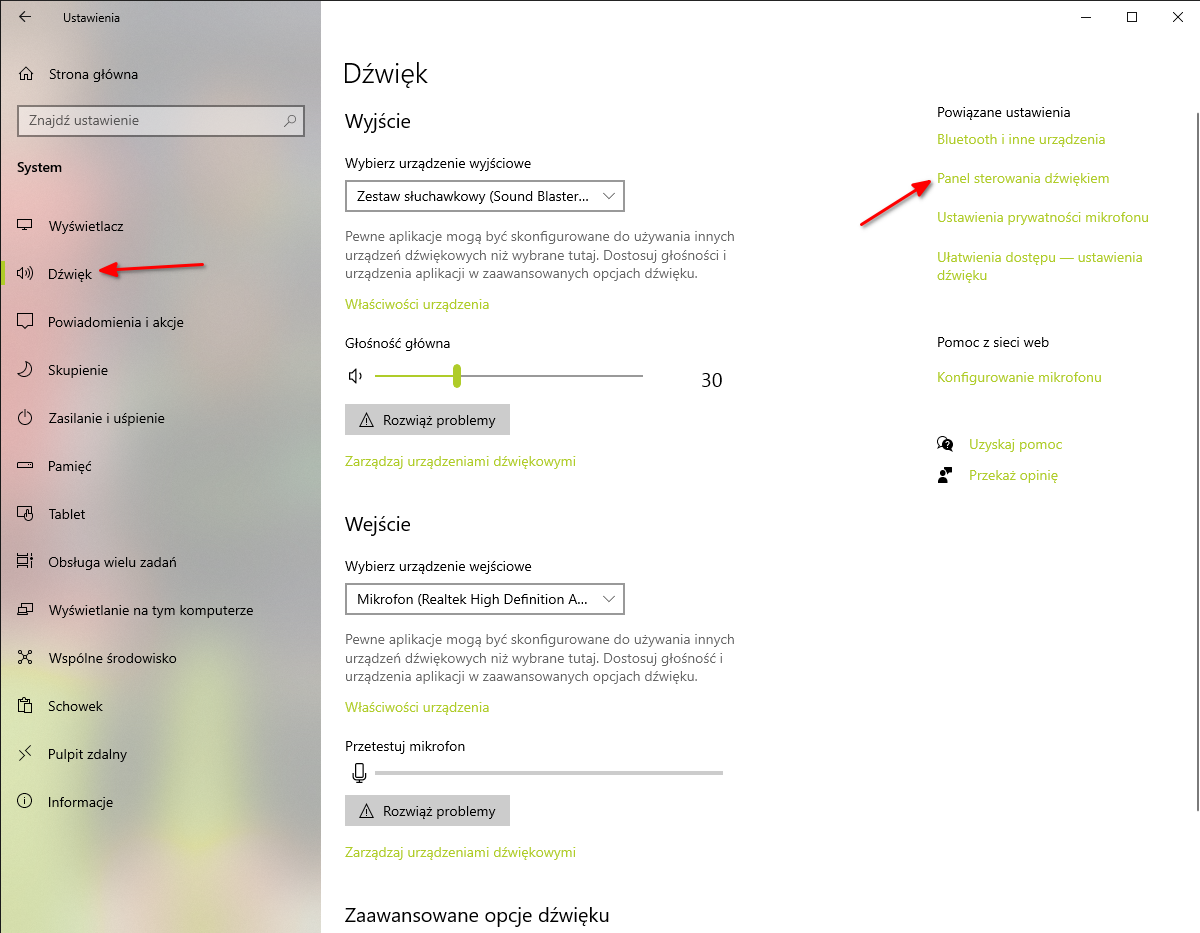 Ustawienia
Strona główna
Znajdź ustawienie
System
Wyświetlacz
Dźwięk
Powiadomienia i akcje
Skupienie
Zasilanie i uśpienie
Pamięć
Tablet
Obsługa wielu zadań
Wyświetlanie na tym komputerze
Wspólne środowisko
Schowek
Pulpit zdalny
Informacje
Dźwięk
Wyjście
Wybierz urządzenie wyjściowe
Zestaw słuchawkowy (Sound Blaster...
Pewne aplikacje mogą być skonfigurowane do używania innych
urządzeń dźwiękowych niż wybrane tutaj. Dostosuj głośności i
urządzenia aplikacji w zaawansowanych opcjach dźwięku.
Właściwości urządzenia
Głośność główna
30
Rozwiąż problemy
Zarządzaj urządzeniami dźwiękowymi
Wejście
Wybierz urządzenie wejściowe
Mikrofon (Realtek High Definition A...
Pewne aplikacje mogą być skonfigurowane do używania innych
urządzeń dźwiękowych niż wybrane tutaj. Dostosuj głośność i
urządzenia aplikacji w zaawansowanych opcjach dźwięku.
Właściwości urządzenia
Przetestuj mikrofon
Rozwiąż problemy
Zarządzaj urządzeniami dźwiękowymi
Zaawansowane opcje dźwięku
Powiązane ustawienia
Bluetooth i inne urządzenia
Panel sterowania dźwiękiem
Ustawienia prywatności mikrofonu
Ułatwienia dostępu — ustawienia
dźwięku
Pomoc z sieci web
Konfigurowanie mikrofonu
Uzyskaj pomoc
Przekaż opinię